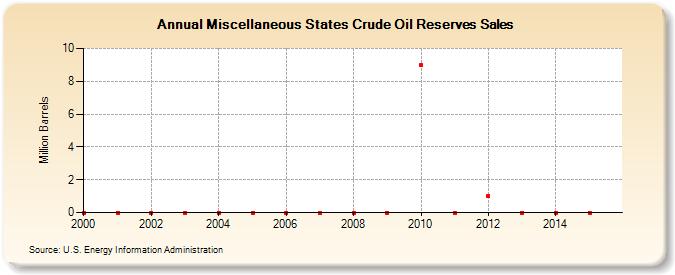 Annual Miscellaneous States Crude Oil Reserves Sales
Million Barrels
10
8
6
4
2
0
2000 2002 2004 2006 2008 2010 2012 2014
Source: U.S. Energy Information Administration